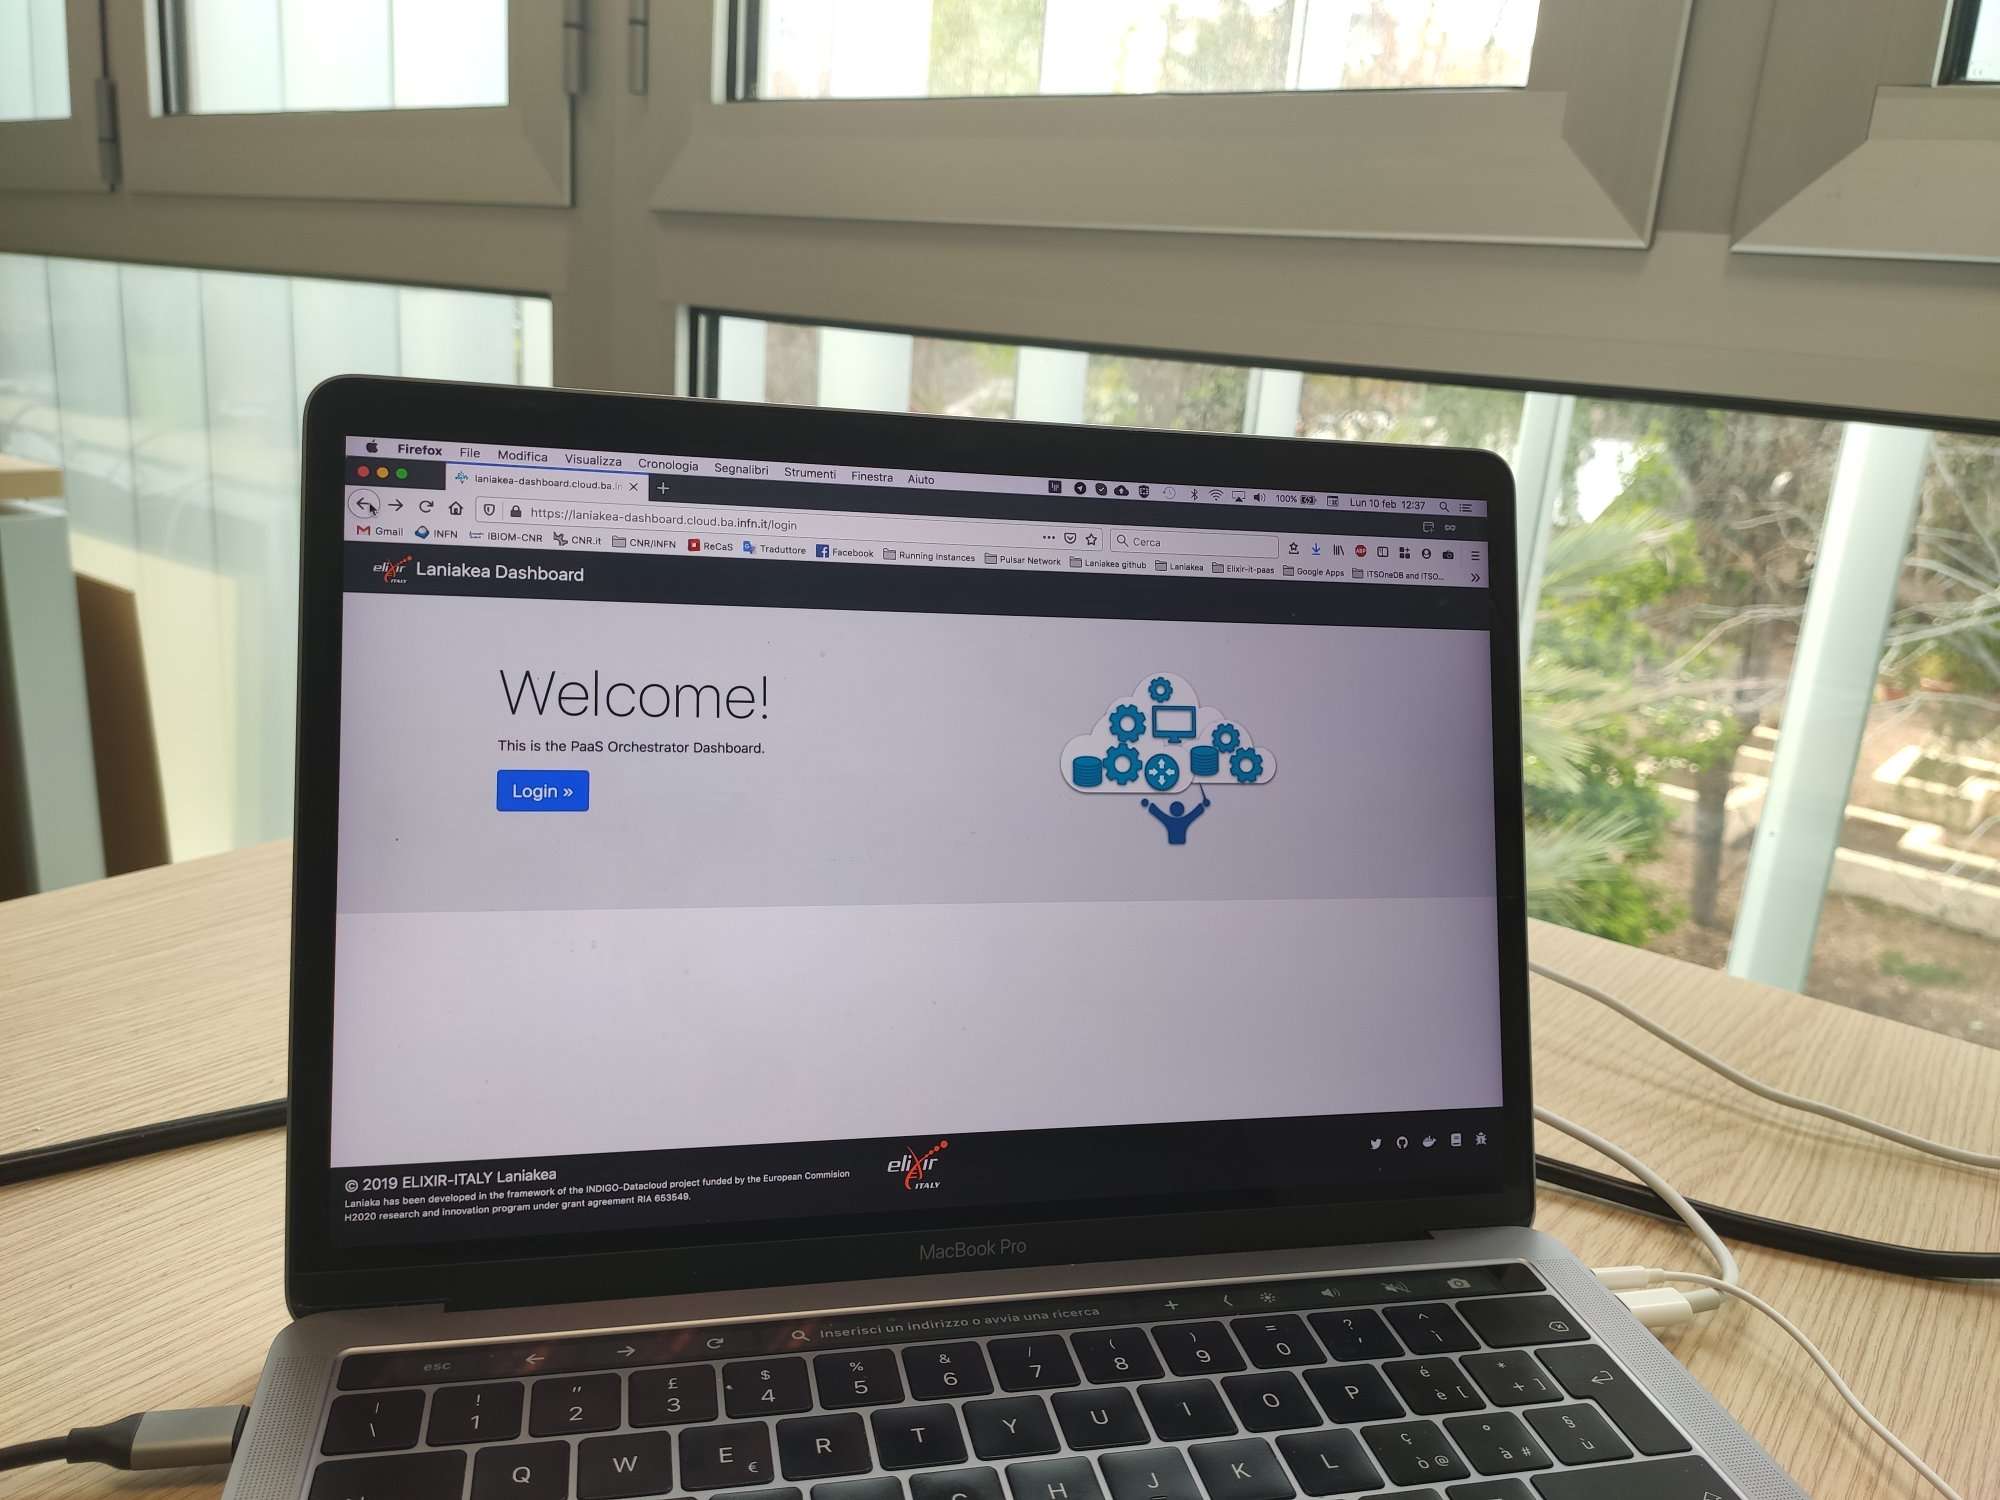 Firefox File Modifica Visualizza Cronologia Segnalibri Strumenti Finestra Aiuto 100% Lun 10 feb 12:37
laniakea-dashboard.cloud.ba.in
https://laniakea-dashboard.cloud.ba.infn.it/login Cerca
Gmail INFN IBIOM-CNR CNR.it CNR/INFN ReCaS Traduttore Facebook Running Instances Pulsar Network Laniakea github Laniakea Elixir-it-paas Google Apps ITSOneDB and ITSO...
elixir ITALY Laniakea Dashboard
Welcome!
This is the PaaS Orchestrator Dashboard.
Login »
© 2019 ELIXIR-ITALY Laniakea
Laniaka has been developed in the framework of the INDIGO-Datacloud project funded by the European Commision
H2020 research and innovation program under grant agreement RIA 653549.
elixir
ITALY
MacBook Pro
esc Inserisci un indirizzo o avvia una ricerca
| ! " £ $ % & / ( ) = ? ^
\ 1 2 3 4 5 6 7 8 9 0 ' ì
Q W E € R T Y U I O P é è [ * + ]
H J K L ç ò @ ° à # § ù